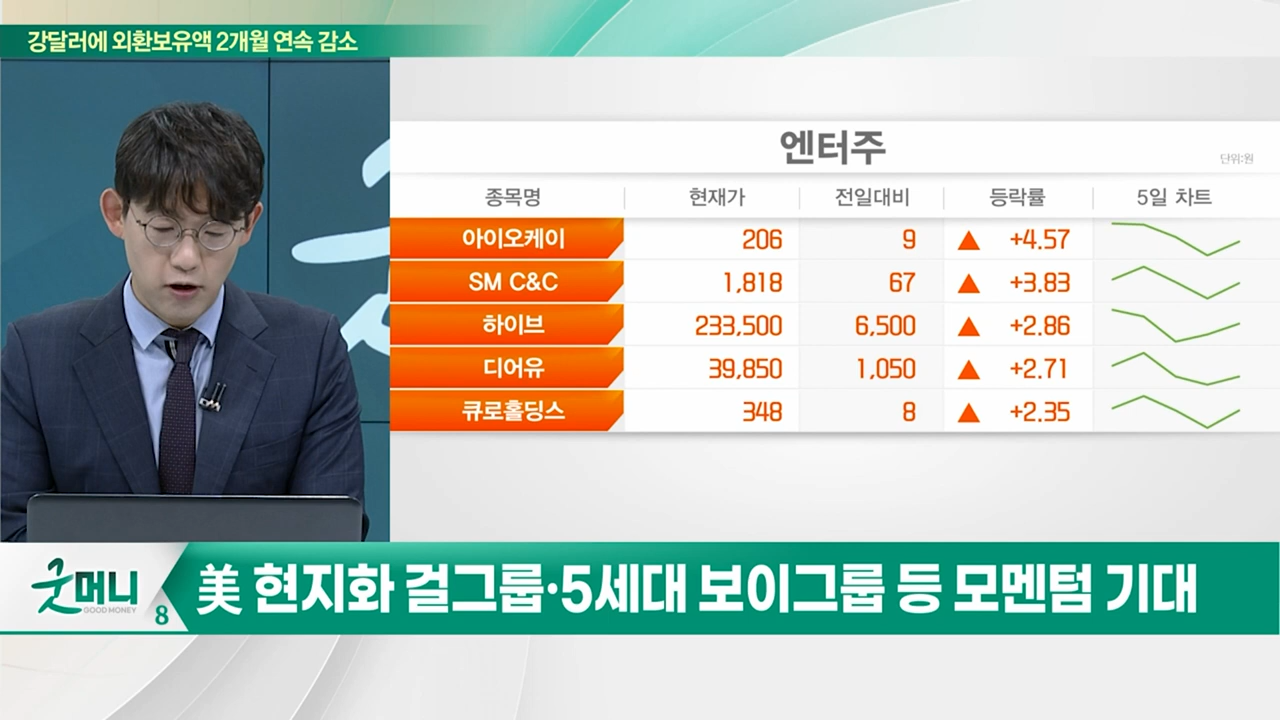 강달러에 외환보유액 2개월 연속 감소
엔터주
단위:원
종목명 현재가 전일대비 등락률 5일 차트
아이오케이 206 9 ▲ +4.57
SM C&C 1,818 67 ▲ +3.83
하이브 233,500 6,500 ▲ +2.86
디어유 39,850 1,050 ▲ +2.71
큐로홀딩스 348 8 ▲ +2.35
굿머니
GOOD MONEY
8
美 현지화 걸그룹·5세대 보이그룹 등 모멘텀 기대